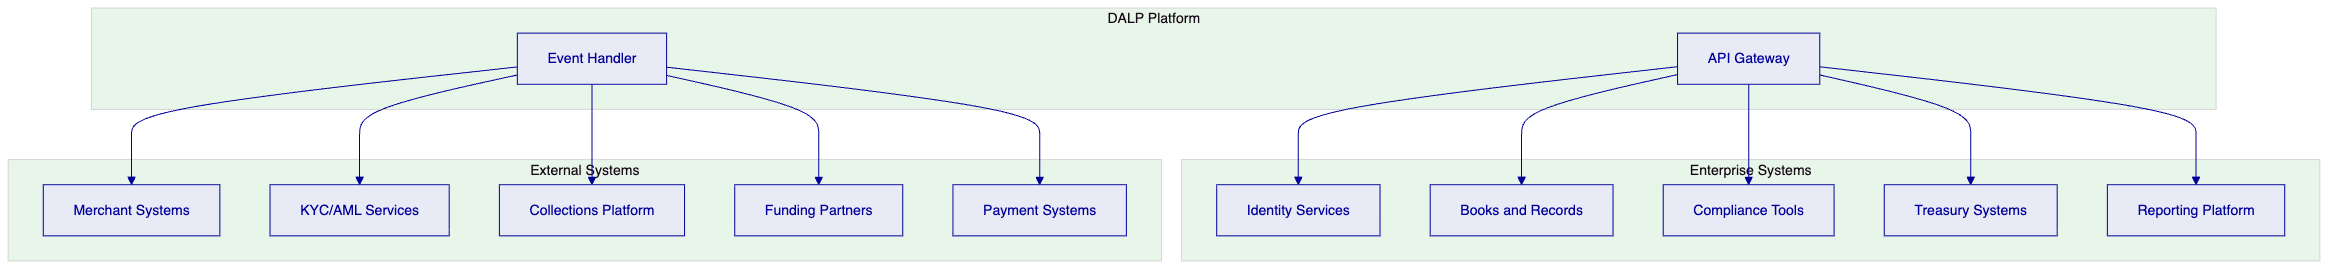 DALP Platform
Event Handler
API Gateway
External Systems
Enterprise Systems
Merchant Systems
KYC/AML Services
Collections Platform
Funding Partners
Payment Systems
Identity Services
Books and Records
Compliance Tools
Treasury Systems
Reporting Platform